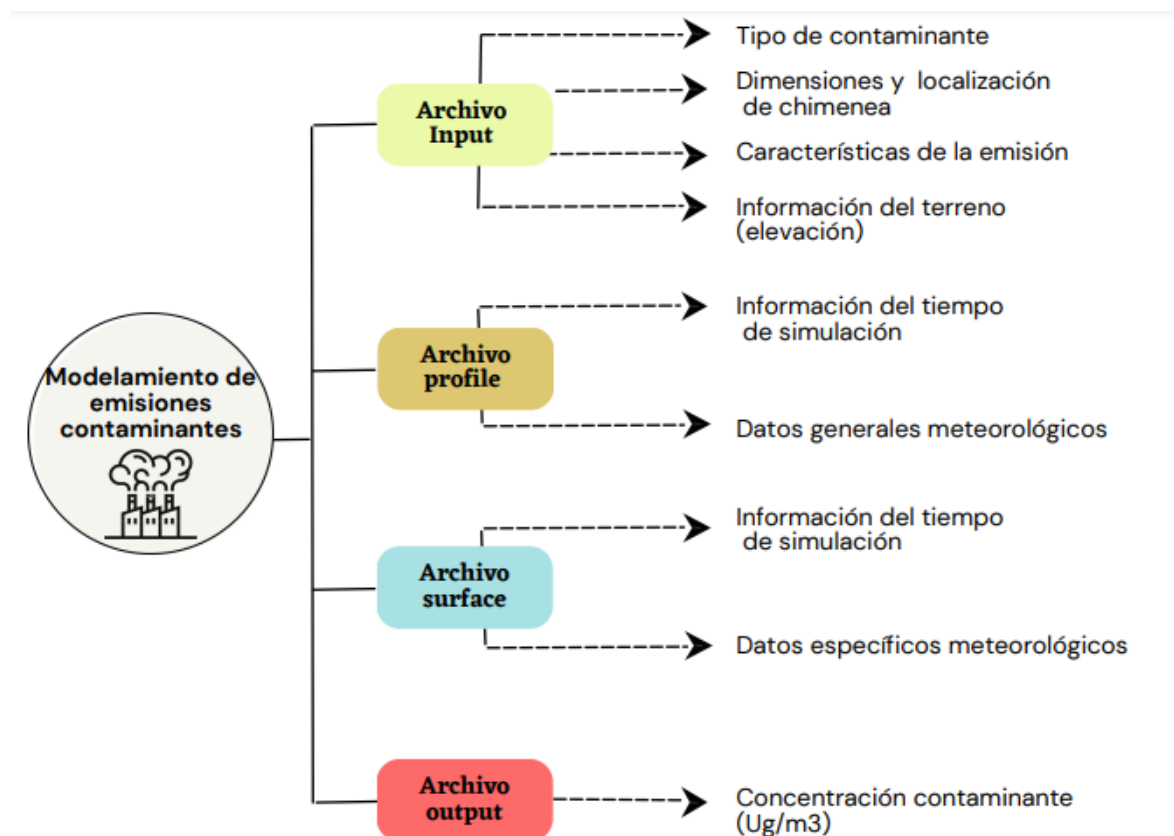 Modelamiento de
emisiones
contaminantes
Archivo
Input
Tipo de contaminante
Dimensiones y localización
de chimenea
Características de la emisión
Información del terreno
(elevación)
Archivo
profile
Información del tiempo
de simulación
Datos generales meteorológicos
Archivo
surface
Información del tiempo
de simulación
Datos específicos meteorológicos
Archivo
output
Concentración contaminante
(Ug/m3)